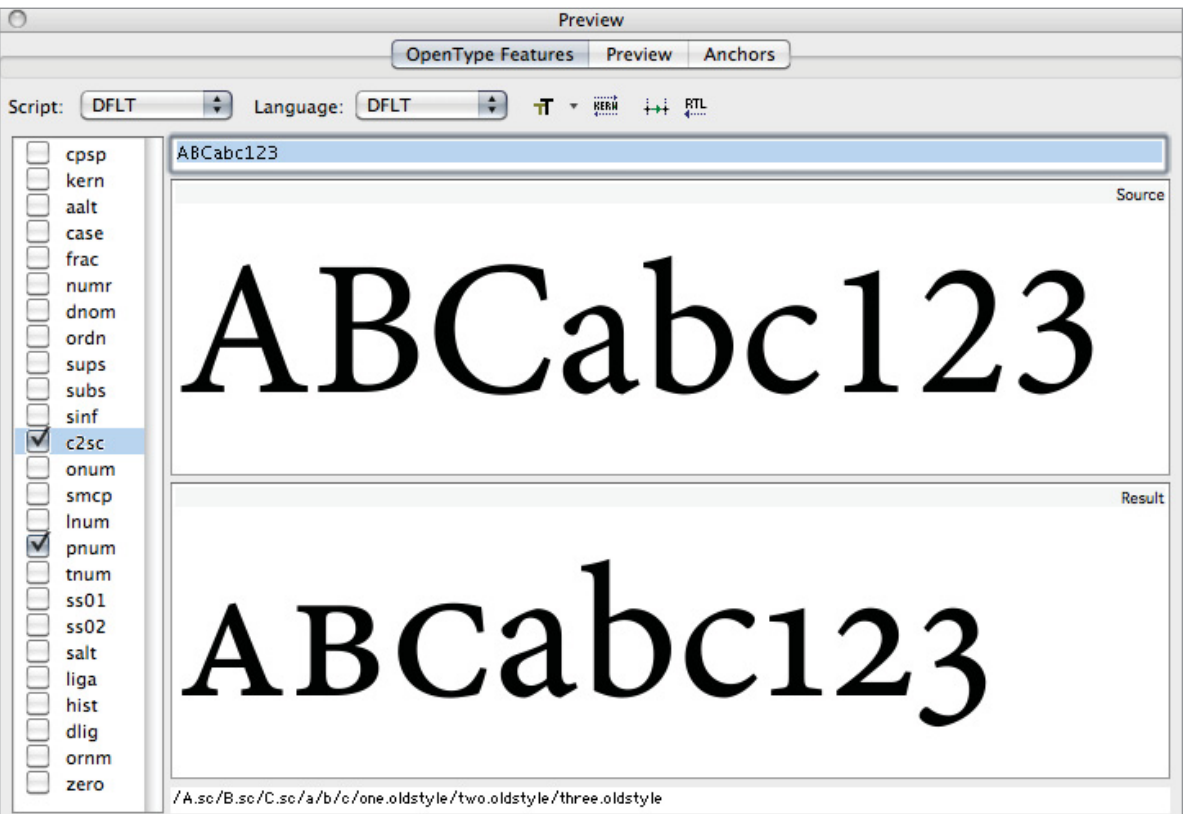 Preview
OpenType Features Preview Anchors
Script: DFLT Language: DFLT TT KERN RTL
cpsp
kern
aalt
case
frac
numr
dnom
ordn
sups
subs
sinf
c2sc
onum
smcp
lnum
pnum
tnum
ss01
ss02
salt
liga
hist
dlig
ornm
zero
ABCabc123
Source
ABCabc123
Result
ABCabc123
/A.sc/B.sc/C.sc/a/b/c/one.oldstyle/two.oldstyle/three.oldstyle